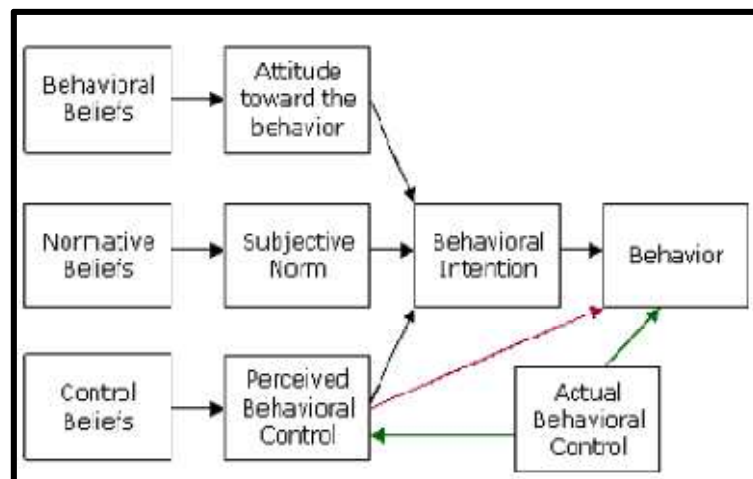 Behavioral
Beliefs
Attitude
toward the
behavior
Normative
Beliefs
Subjective
Norm
Behavioral
Intention
Behavior
Control
Beliefs
Perceived
Behavioral
Control
Actual
Behavioral
Control